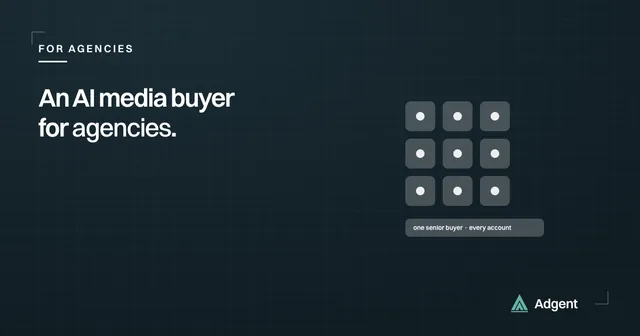 FOR AGENCIES
An AI media buyer
for agencies.
one senior buyer - every account
Adgent